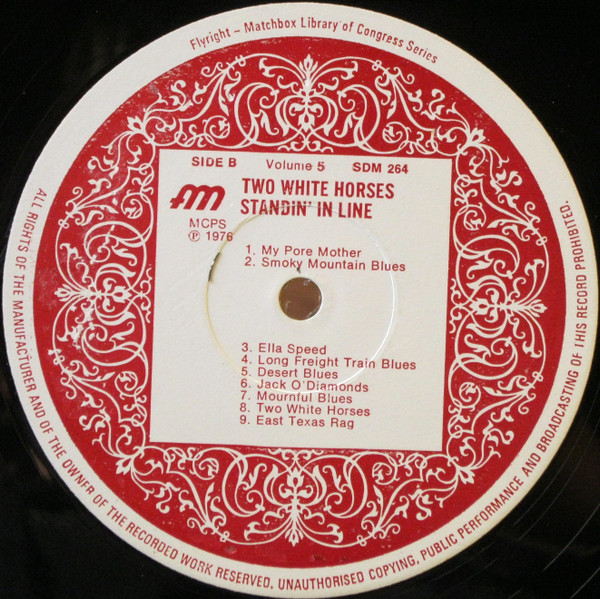 Flyright – Matchbox Library of Congress Series
SIDE B Volume 5 SDM 264
fm TWO WHITE HORSES
STANDIN' IN LINE
MCPS
℗ 1976
1. My Pore Mother
2. Smoky Mountain Blues
3. Ella Speed
4. Long Freight Train Blues
5. Desert Blues
6. Jack O'Diamonds
7. Mournful Blues
8. Two White Horses
9. East Texas Rag
ALL RIGHTS OF THE MANUFACTURER AND OF THE OWNER OF THE RECORDED WORK RESERVED, UNAUTHORISED COPYING, PUBLIC PERFORMANCE AND BROADCASTING OF THIS RECORD PROHIBITED.